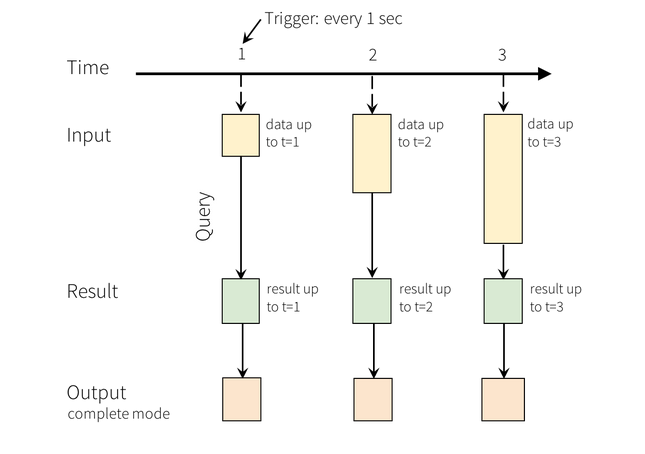 Trigger: every 1 sec
1 2 3
Time
Input
data up
to t=1
data up
to t=2
data up
to t=3
Query
Result
result up
to t=1
result up
to t=2
result up
to t=3
Output
complete mode